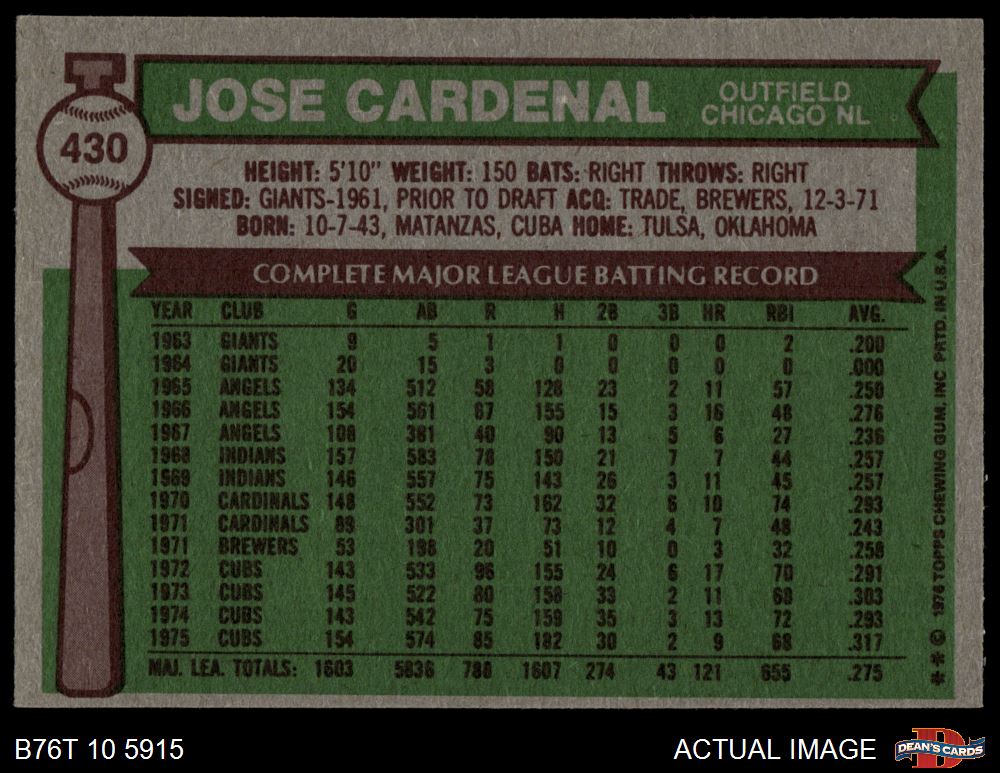 JOSE CARDENAL
OUTFIELD
CHICAGO NL
430
HEIGHT: 5'10" WEIGHT: 150 BATS: RIGHT THROWS: RIGHT
SIGNED: GIANTS-1961, PRIOR TO DRAFT ACQ: TRADE, BREWERS, 12-3-71
BORN: 10-7-43, MATANZAS, CUBA HOME: TULSA, OKLAHOMA
COMPLETE MAJOR LEAGUE BATTING RECORD
YEAR CLUB G AB R H 2B 3B HR RBI AVG.
1963 GIANTS 9 5 1 1 0 0 0 2 .200
1964 GIANTS 20 15 3 0 0 0 0 0 .000
1965 ANGELS 134 512 58 128 23 2 11 57 .250
1966 ANGELS 154 561 67 155 15 3 16 48 .276
1967 ANGELS 108 381 40 90 13 5 6 27 .236
1968 INDIANS 157 583 78 150 21 7 7 44 .257
1969 INDIANS 146 557 75 143 26 3 11 45 .257
1970 CARDINALS 148 552 73 162 32 6 10 74 .293
1971 CARDINALS 89 301 37 73 12 4 7 48 .243
1971 BREWERS 53 198 20 51 10 0 3 32 .258
1972 CUBS 143 533 96 155 24 6 17 70 .291
1973 CUBS 145 522 80 158 33 2 11 68 .303
1974 CUBS 143 542 75 159 35 3 13 72 .293
1975 CUBS 154 574 85 182 30 2 9 68 .317
MAJ. LEA. TOTALS: 1603 5836 788 1607 274 43 121 655 .275
** © 1976 TOPPS CHEWING GUM, INC PRTD. IN U.S.A.
B76T 10 5915
ACTUAL IMAGE
DEAN'S CARDS